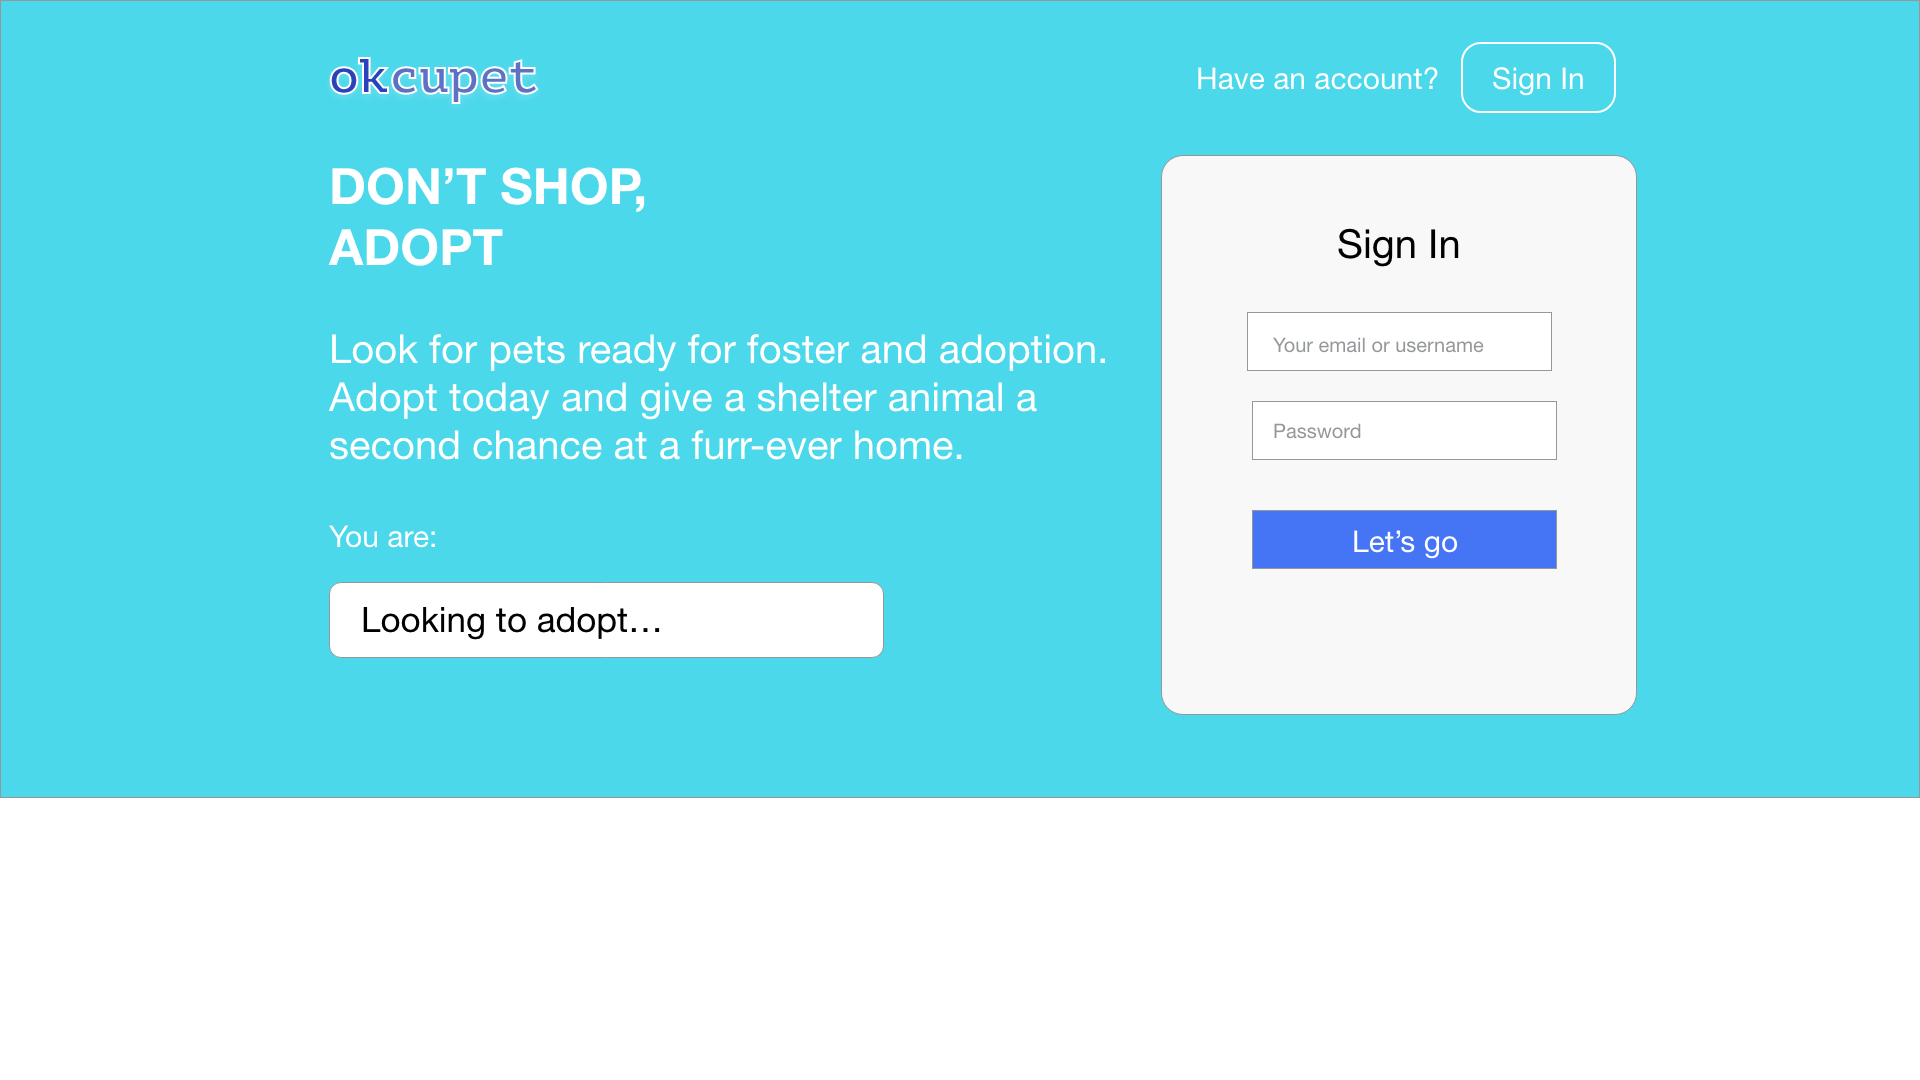 okcupet
Have an account?
Sign In
DON’T SHOP,
ADOPT
Look for pets ready for foster and adoption.
Adopt today and give a shelter animal a
second chance at a furr-ever home.
You are:
Looking to adopt…
Sign In
Your email or username
Password
Let’s go